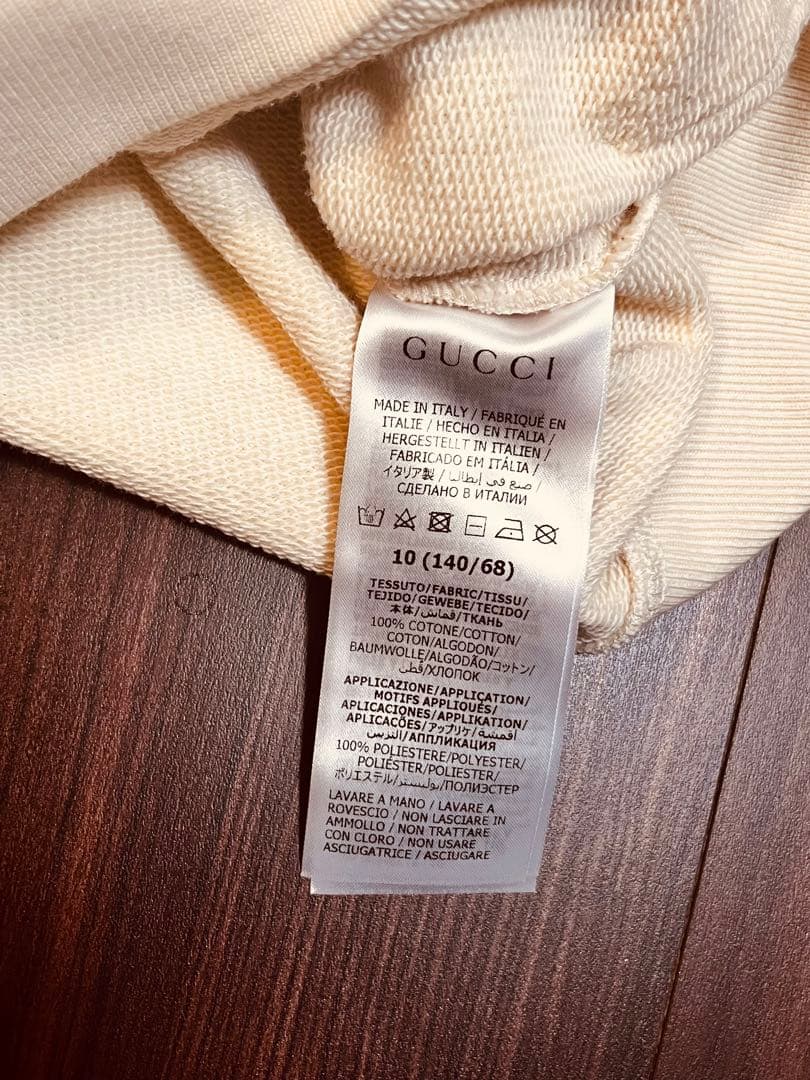 GUCCI
MADE IN ITALY / FABRIQUÉ EN
ITALIE / HECHO EN ITALIA /
HERGESTELLT IN ITALIEN /
FABRICADO EM ITÁLIA /
イタリア製 / صنع في إيطاليا /
СДЕЛАНО В ИТАЛИИ
10 (140/68)
TESSUTO/FABRIC/TISSU/
TEJIDO/GEWEBE/TECIDO/
本体/قماش/ТКАНЬ
100% COTONE/COTTON/
COTON/ALGODON/
BAUMWOLLE/ALGODÃO/コットン/
قطن/ХЛОПОК
APPLICAZIONE/APPLICATION/
MOTIFS APPLIQUÉS/
APLICACIONES/APPLIKATION/
APLICAÇÕES/アップリケ/أقمشة
التزيين/АППЛИКАЦИЯ
100% POLIESTERE/POLYESTER/
POLIÉSTER/POLYESTER/
ポリエステル/بوليستر/ПОЛИЭСТЕР
LAVARE A MANO / LAVARE A
ROVESCIO / NON LASCIARE IN
AMMOLLO / NON TRATTARE
CON CLORO / NON USARE
ASCIUGATRICE / ASCIUGARE